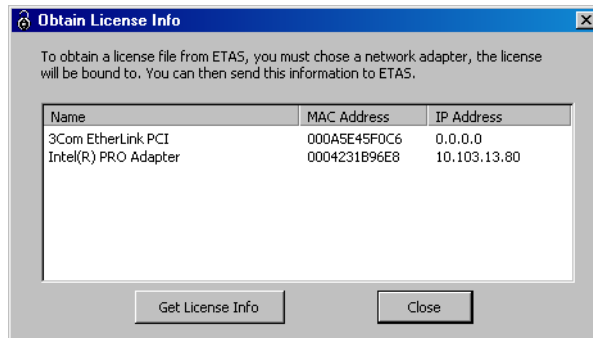 Obtain License Info
To obtain a license file from ETAS, you must chose a network adapter, the license
will be bound to. You can then send this information to ETAS.
Name MAC Address IP Address
3Com EtherLink PCI 000A5E45F0C6 0.0.0.0
Intel(R) PRO Adapter 0004231B96E8 10.103.13.80
Get License Info Close